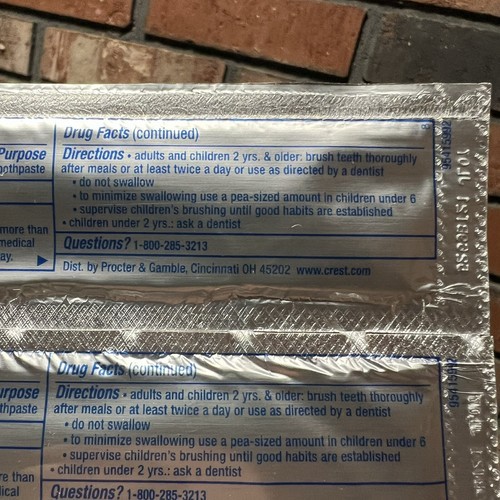 Drug Facts (continued)
Purpose
toothpaste
Directions • adults and children 2 yrs. & older: brush teeth thoroughly
after meals or at least twice a day or use as directed by a dentist
• do not swallow
• to minimize swallowing use a pea-sized amount in children under 6
• supervise children's brushing until good habits are established
• children under 2 yrs.: ask a dentist
more than
medical
ay.
Questions? 1-800-285-3213
Dist. by Procter & Gamble, Cincinnati OH 45202 www.crest.com
95415992
Drug Facts (continued)
urpose
thpaste
Directions • adults and children 2 yrs. & older: brush teeth thoroughly
after meals or at least twice a day or use as directed by a dentist
• do not swallow
• to minimize swallowing use a pea-sized amount in children under 6
• supervise children's brushing until good habits are established
• children under 2 yrs.: ask a dentist
re than
dical
Questions? 1-800-285-3213